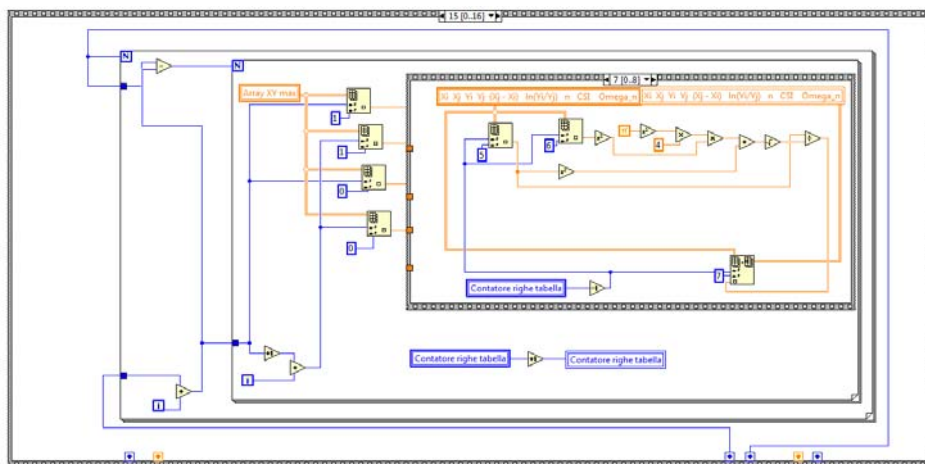 15 [0..16]
N
N
Array XY max
7 [0..8]
Xi Xj Yi Yj (Xj - Xi) ln(Yi/Yj) n CSI Omega_n
Xi Xj Yi Yj (Xj - Xi) ln(Yi/Yj) n CSI Omega_n
1
1
0
0
5
6
π
4
7
Contatore righe tabella
Contatore righe tabella
Contatore righe tabella
i
i